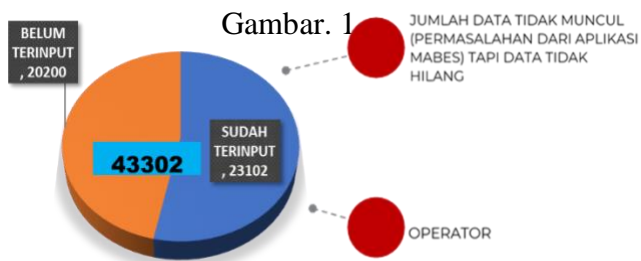 Gambar. 1
BELUM
TERINPUT
, 20200
SUDAH
TERINPUT
, 23102
43302
JUMLAH DATA TIDAK MUNCUL
(PERMASALAHAN DARI APLIKASI
MABES) TAPI DATA TIDAK
HILANG
OPERATOR